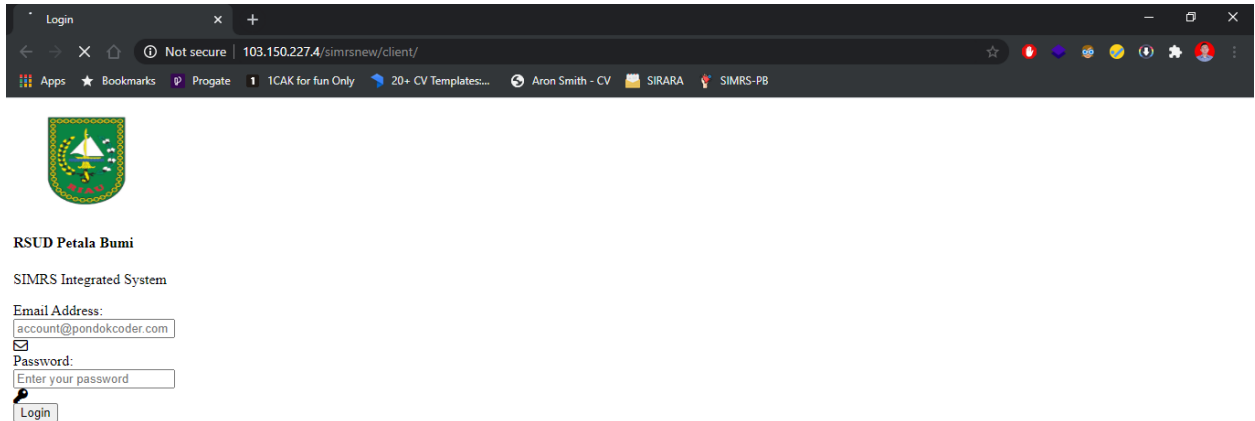 Login
Not secure | 103.150.227.4/simrsnew/client/
Apps Bookmarks Progate 1CAK for fun Only 20+ CV Templates:... Aron Smith - CV SIRARA SIMRS-PB
RIAU
RSUD Petala Bumi
SIMRS Integrated System
Email Address:
account@pondokcoder.com
Password:
Enter your password
Login